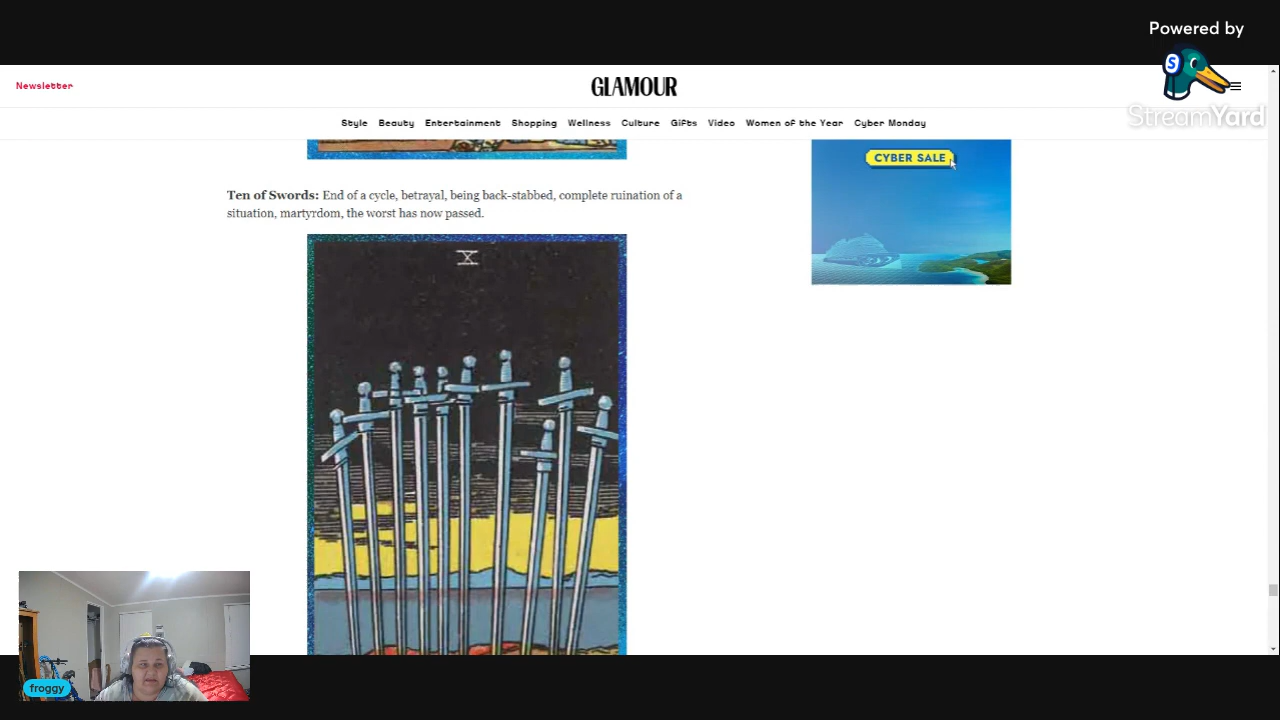 Powered by
StreamYard
Newsletter
GLAMOUR
Style Beauty Entertainment Shopping Wellness Culture Gifts Video Women of the Year Cyber Monday
CYBER SALE
Ten of Swords: End of a cycle, betrayal, being back-stabbed, complete ruination of a
situation, martyrdom, the worst has now passed.
X
froggy